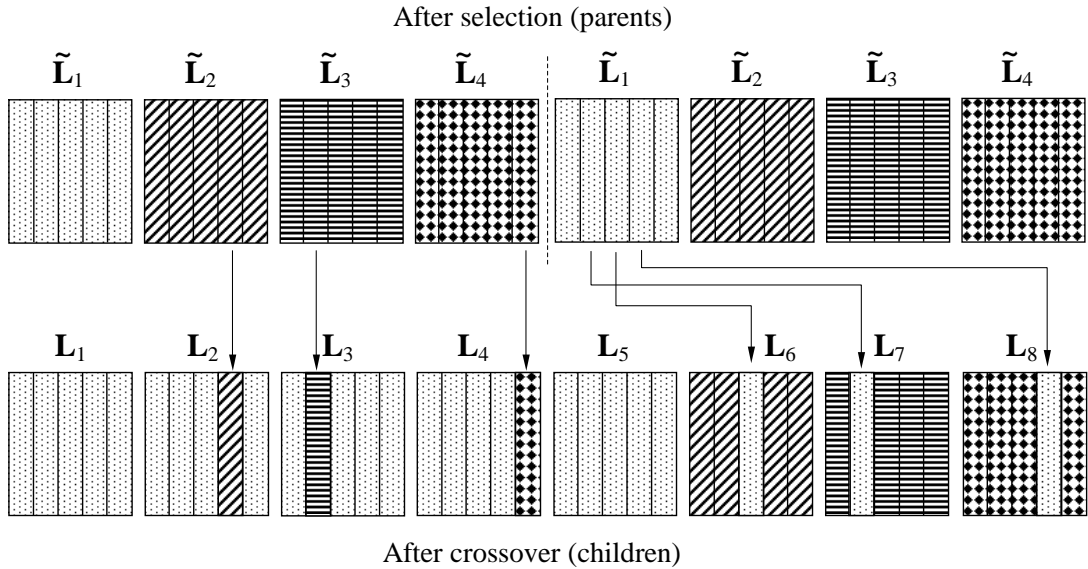 After selection (parents)
L̃₁ L̃₂ L̃₃ L̃₄ L̃₁ L̃₂ L̃₃ L̃₄
L₁ L₂ L₃ L₄ L₅ L₆ L₇ L₈
After crossover (children)